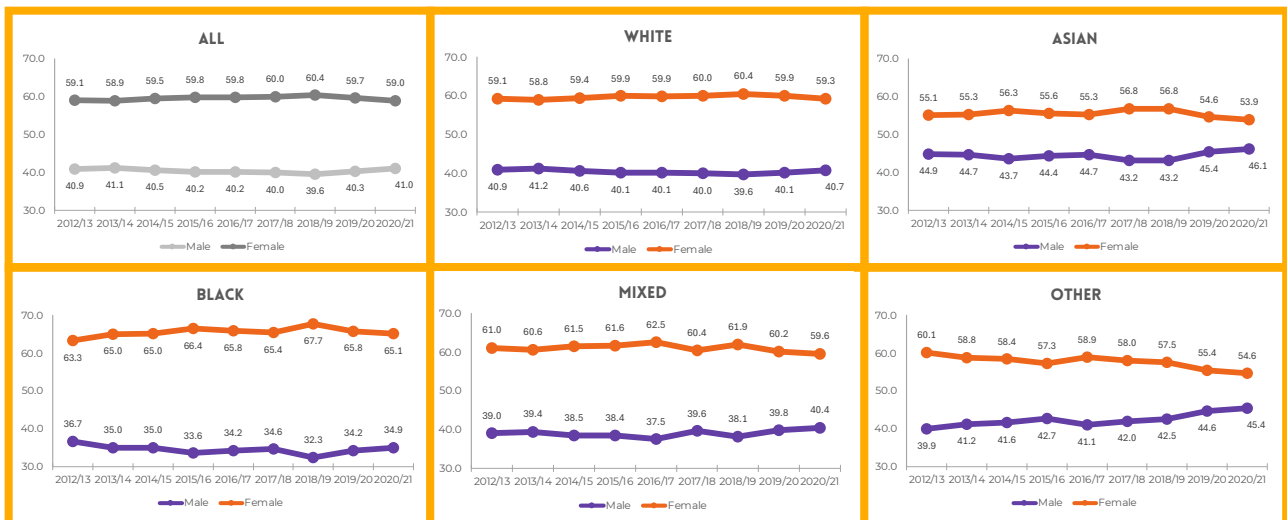 ALL
70.0
59.1 58.9 59.5 59.8 59.8 60.0 60.4 59.7 59.0
60.0
50.0
40.0
40.9 41.1 40.5 40.2 40.2 40.0 39.6 40.3 41.0
30.0
2012/13 2013/14 2014/15 2015/16 2016/17 2017/18 2018/19 2019/20 2020/21
Male Female
WHITE
70.0
59.1 58.8 59.4 59.9 59.9 60.0 60.4 59.9 59.3
60.0
50.0
40.0
40.9 41.2 40.6 40.1 40.1 40.0 39.6 40.1 40.7
30.0
2012/13 2013/14 2014/15 2015/16 2016/17 2017/18 2018/19 2019/20 2020/21
Male Female
ASIAN
70.0
60.0
55.1 55.3 56.3 55.6 55.3 56.8 56.8 54.6 53.9
50.0
44.9 44.7 43.7 44.4 44.7 43.2 43.2 45.4 46.1
40.0
30.0
2012/13 2013/14 2014/15 2015/16 2016/17 2017/18 2018/19 2019/20 2020/21
Male Female
BLACK
70.0
63.3 65.0 65.0 66.4 65.8 65.4 67.7 65.8 65.1
60.0
50.0
40.0
36.7 35.0 35.0 33.6 34.2 34.6 32.3 34.2 34.9
30.0
2012/13 2013/14 2014/15 2015/16 2016/17 2017/18 2018/19 2019/20 2020/21
Male Female
MIXED
70.0
61.0 60.6 61.5 61.6 62.5 60.4 61.9 60.2 59.6
60.0
50.0
39.0 39.4 38.5 38.4 37.5 39.6 38.1 39.8 40.4
40.0
30.0
2012/13 2013/14 2014/15 2015/16 2016/17 2017/18 2018/19 2019/20 2020/21
Male Female
OTHER
70.0
60.1 58.8 58.4 57.3 58.9 58.0 57.5 55.4 54.6
60.0
50.0
40.0
39.9 41.2 41.6 42.7 41.1 42.0 42.5 44.6 45.4
30.0
2012/13 2013/14 2014/15 2015/16 2016/17 2017/18 2018/19 2019/20 2020/21
Male Female